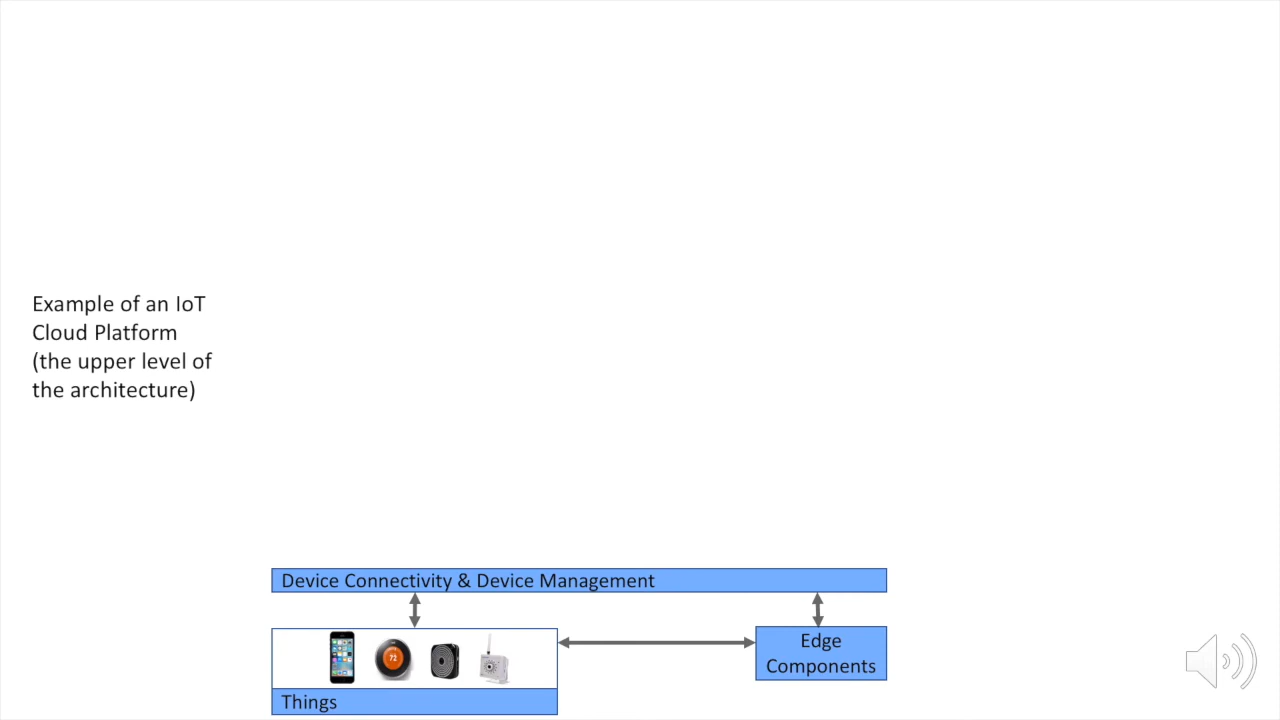 Example of an IoT
Cloud Platform
(the upper level of
the architecture)
Device Connectivity & Device Management
72
Edge
Components
Things